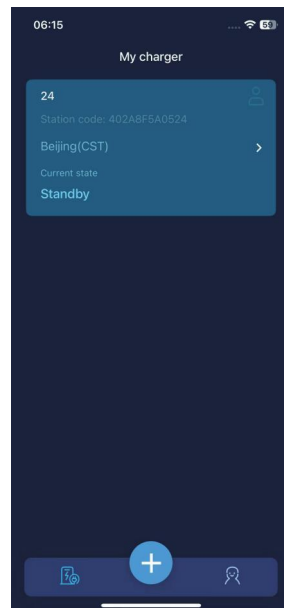 06:15
59
My charger
24
Station code: 402A8F5A0524
Beijing(CST)
Current state
Standby